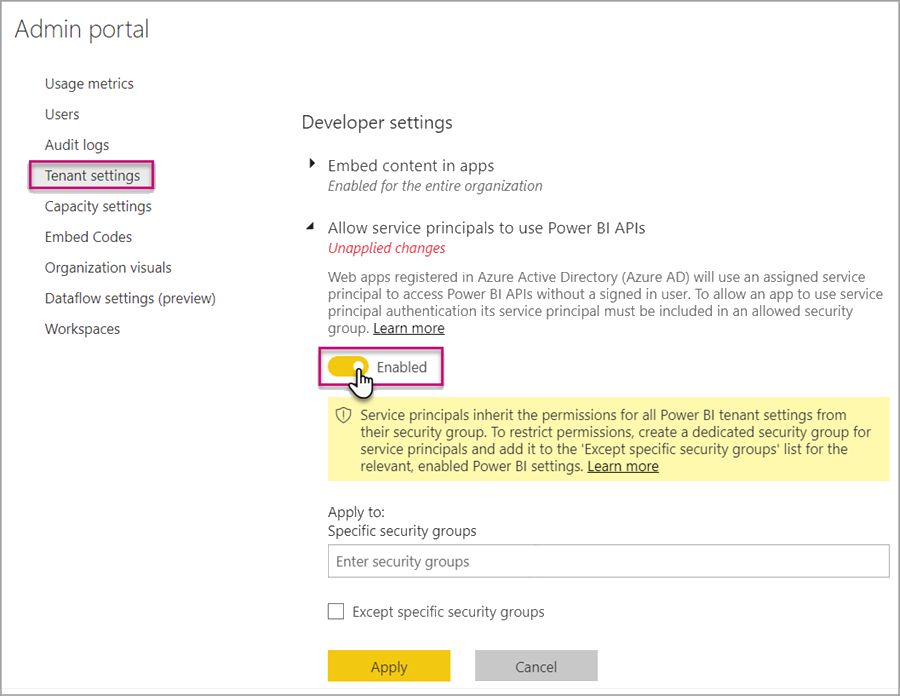 Admin portal
Usage metrics
Users
Audit logs
Tenant settings
Capacity settings
Embed Codes
Organization visuals
Dataflow settings (preview)
Workspaces
Developer settings
Embed content in apps
Enabled for the entire organization
Allow service principals to use Power BI APIs
Unapplied changes
Web apps registered in Azure Active Directory (Azure AD) will use an assigned service
principal to access Power BI APIs without a signed in user. To allow an app to use service
principal authentication its service principal must be included in an allowed security
group. Learn more
Enabled
Service principals inherit the permissions for all Power BI tenant settings from
their security group. To restrict permissions, create a dedicated security group for
service principals and add it to the 'Except specific security groups' list for the
relevant, enabled Power BI settings. Learn more
Apply to:
Specific security groups
Enter security groups
Except specific security groups
Apply
Cancel